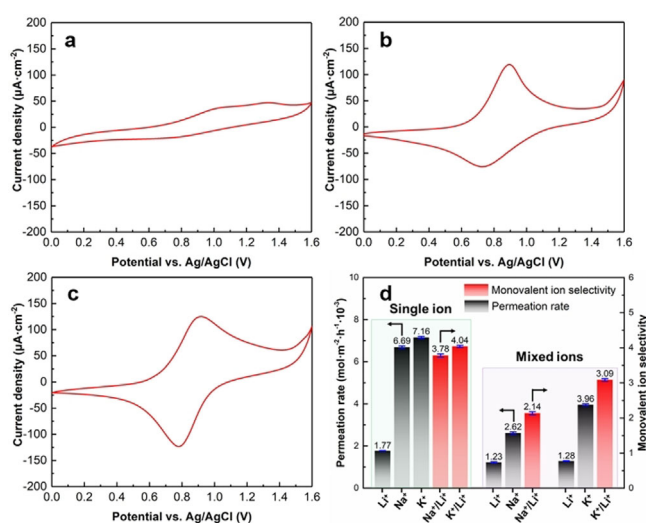 a
200
150
100
50
0
-50
-100
-150
-200
Current density (μA·cm⁻²)
0.0 0.2 0.4 0.6 0.8 1.0 1.2 1.4 1.6
Potential vs. Ag/AgCl (V)
b
200
150
100
50
0
-50
-100
-150
-200
Current density (μA·cm⁻²)
0.0 0.2 0.4 0.6 0.8 1.0 1.2 1.4 1.6
Potential vs. Ag/AgCl (V)
c
200
150
100
50
0
-50
-100
-150
-200
Current density (μA·cm⁻²)
0.0 0.2 0.4 0.6 0.8 1.0 1.2 1.4 1.6
Potential vs. Ag/AgCl (V)
d
Monovalent ion selectivity
Permeation rate
Single ion
Mixed ions
10
8
6
4
2
0
Permeation rate (mol·m⁻²·h⁻¹·10⁻³)
6
5
4
3
2
1
0
Monovalent ion selectivity
1.77 6.69 7.16 3.78 4.04
1.23 2.62 2.14 1.28 3.96 3.09
Li⁺ Na⁺ K⁺ Na⁺/Li⁺ K⁺/Li⁺ Li⁺ Na⁺ Na⁺/Li⁺ Li⁺ K⁺ K⁺/Li⁺